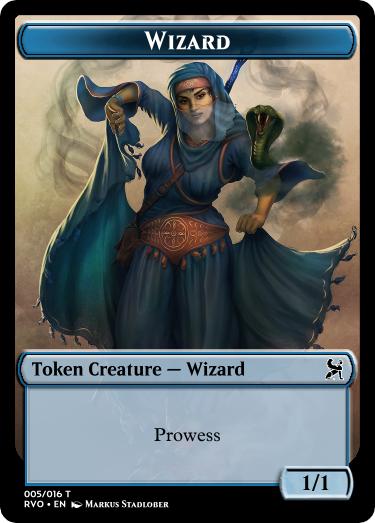 Wizard
Token Creature — Wizard
Prowess
1/1
005/016 T
RVO • EN Markus Stadlober